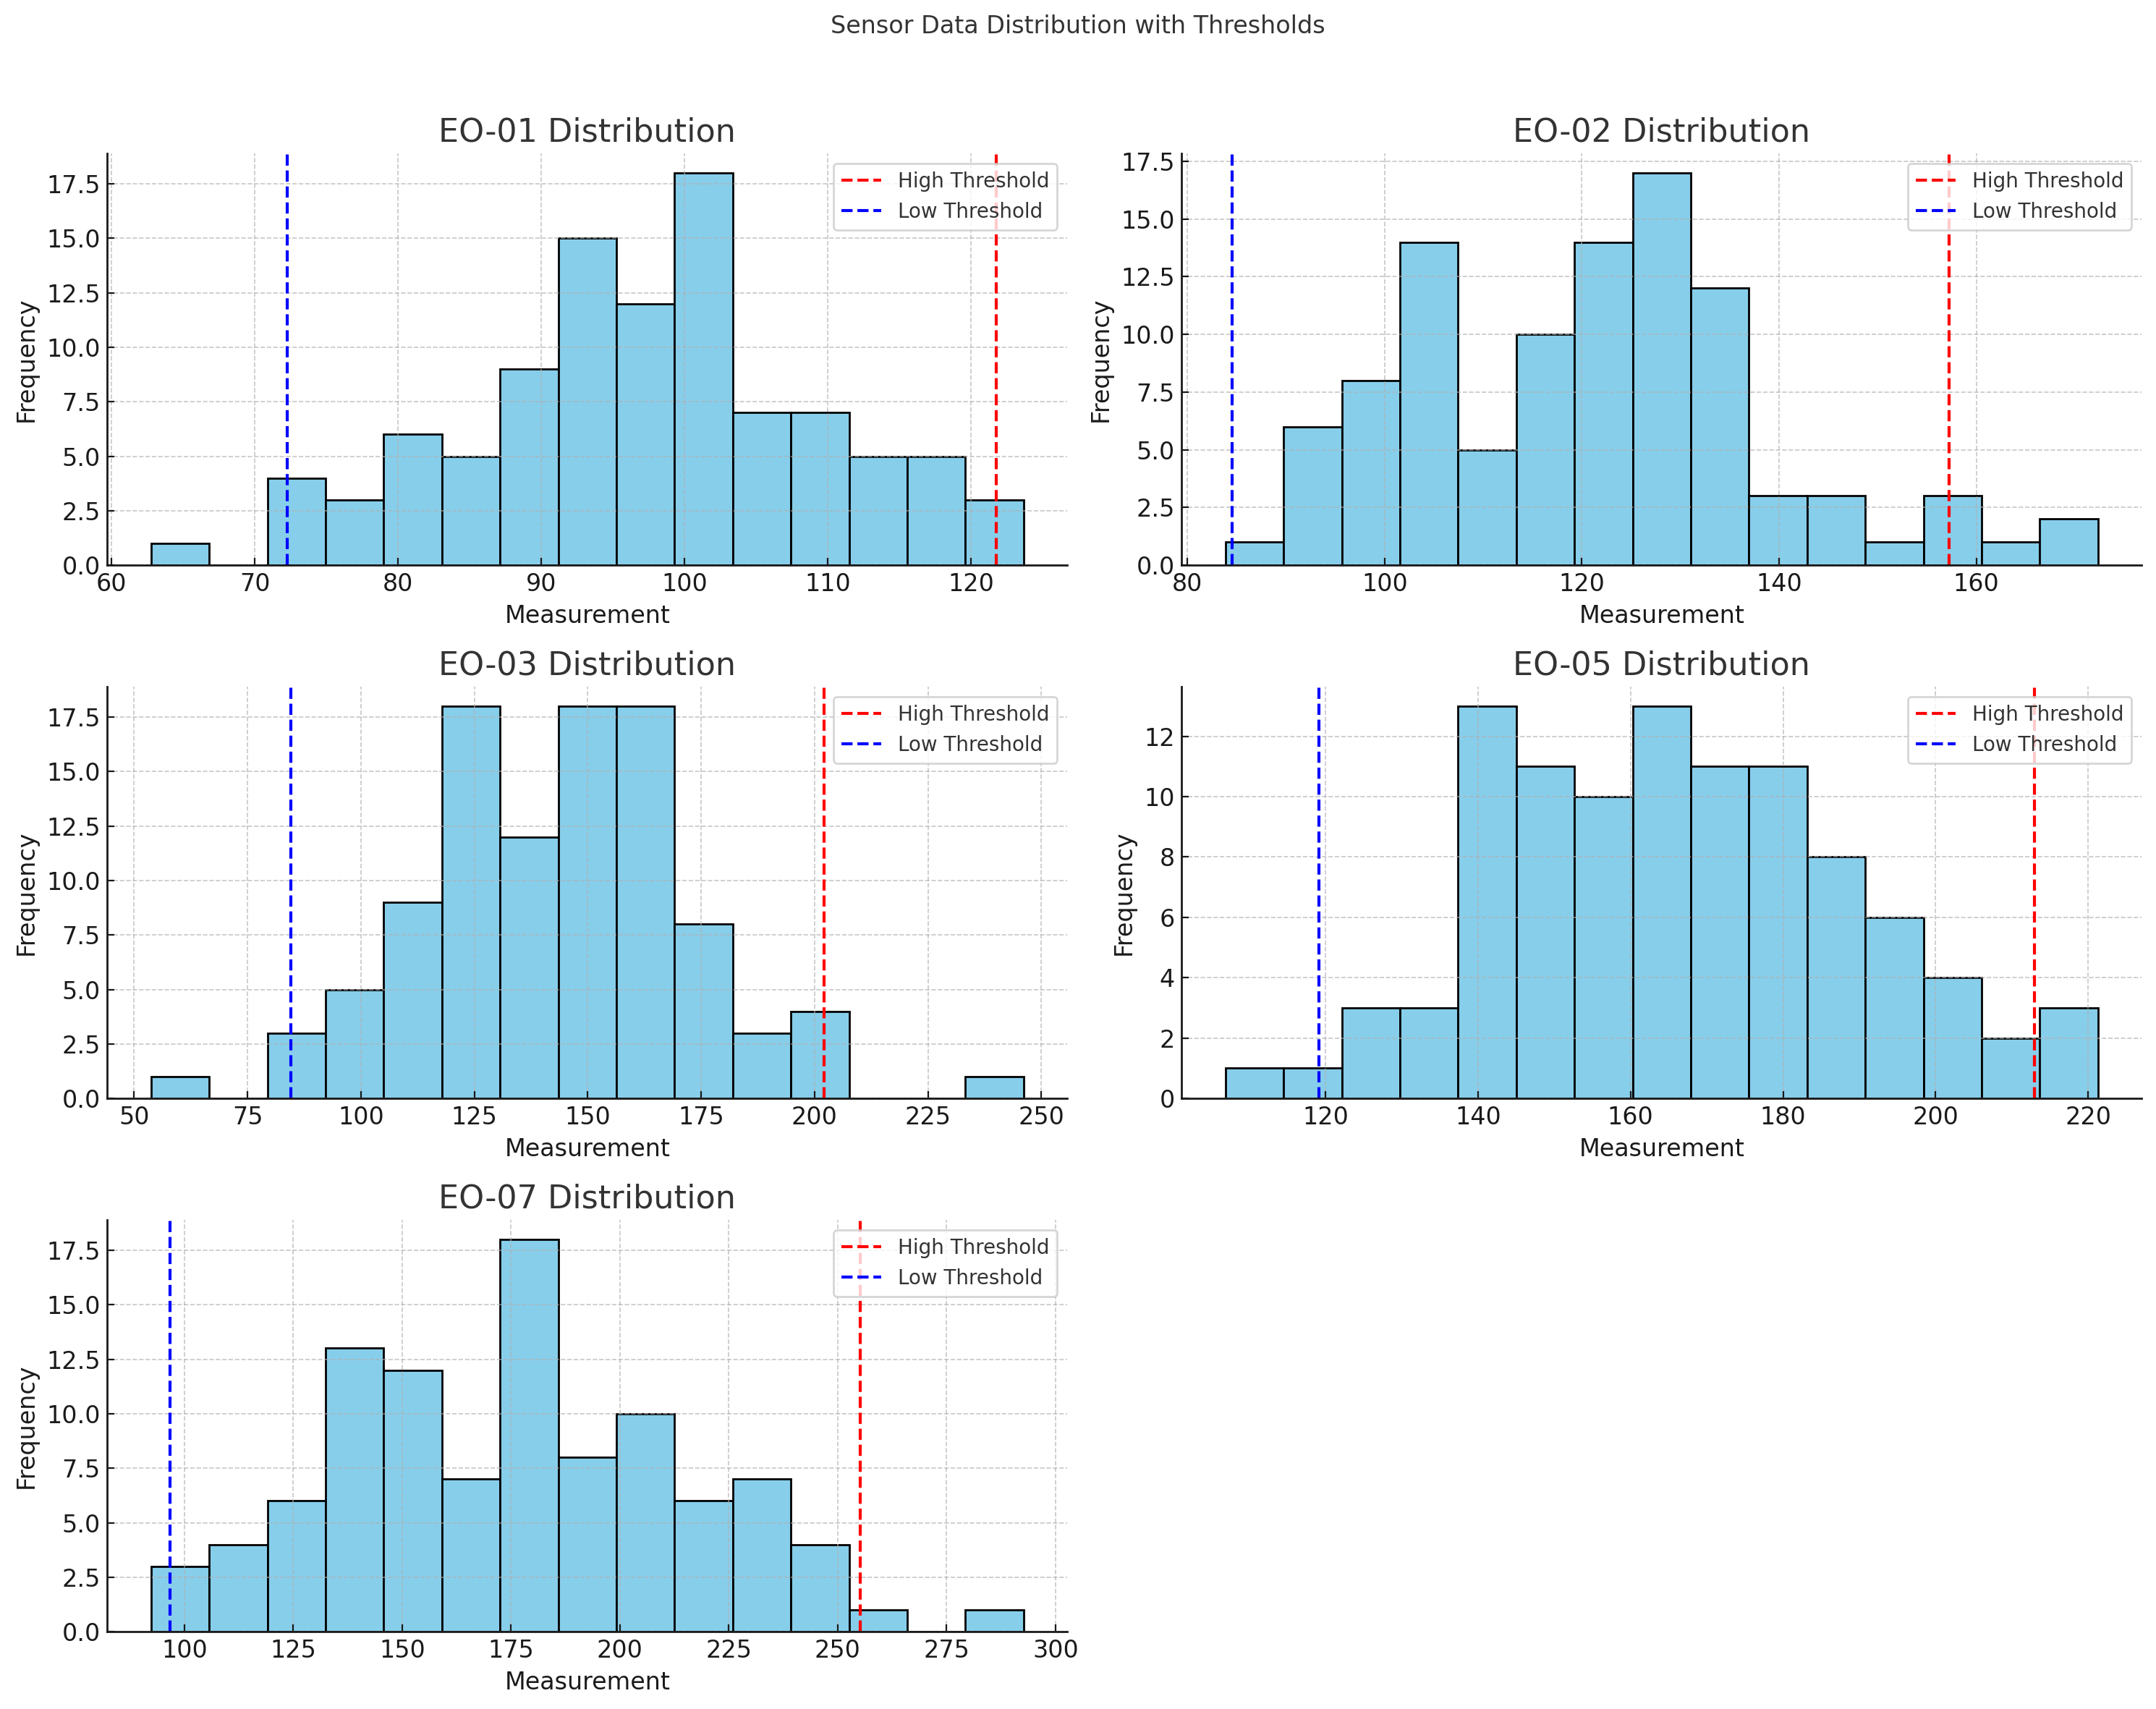 Sensor Data Distribution with Thresholds
EO-01 Distribution
High Threshold
Low Threshold
Frequency
17.5
15.0
12.5
10.0
7.5
5.0
2.5
0.0
60 70 80 90 100 110 120
Measurement
EO-02 Distribution
High Threshold
Low Threshold
Frequency
17.5
15.0
12.5
10.0
7.5
5.0
2.5
0.0
80 100 120 140 160
Measurement
EO-03 Distribution
High Threshold
Low Threshold
Frequency
17.5
15.0
12.5
10.0
7.5
5.0
2.5
0.0
50 75 100 125 150 175 200 225 250
Measurement
EO-05 Distribution
High Threshold
Low Threshold
Frequency
12
10
8
6
4
2
0
120 140 160 180 200 220
Measurement
EO-07 Distribution
High Threshold
Low Threshold
Frequency
17.5
15.0
12.5
10.0
7.5
5.0
2.5
0.0
100 125 150 175 200 225 250 275 300
Measurement